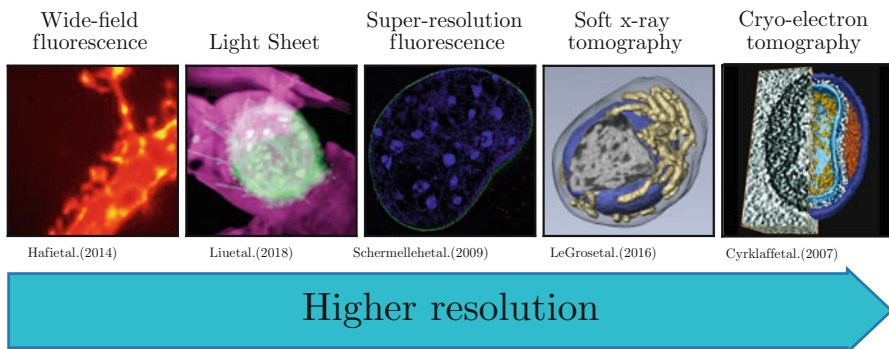 Wide-field
fluorescence
Light Sheet
Super-resolution
fluorescence
Soft x-ray
tomography
Cryo-electron
tomography
Hafietal.(2014)
Liuetal.(2018)
Schermellehetal.(2009)
LeGrosetal.(2016)
Cyrklaffetal.(2007)
Higher resolution